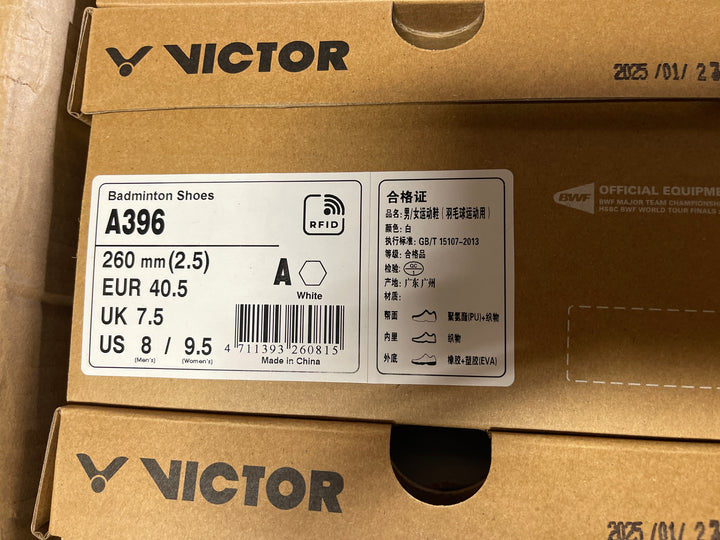 VICTOR
2025/01/2
Badminton Shoes
A396
RFID
260 mm(2.5)
EUR 40.5
UK 7.5
US 8 / 9.5
(Men's) (Women's)
A
White
4 711393 260815
Made in China
合格证
品名: 男/女运动鞋(羽毛球运动用)
颜色: 白
执行标准: GB/T 15107-2013
等级: 合格品
检验: QC 1
产地: 广东 广州
材质:
帮面 聚氨酯(PU)+织物
内里 织物
外底 橡胶+塑胶(EVA)
BWF
OFFICIAL EQUIPME
BWF MAJOR TEAM CHAMPIONSH
HSBC BWF WORLD TOUR FINALS
VICTOR
2025/01/2